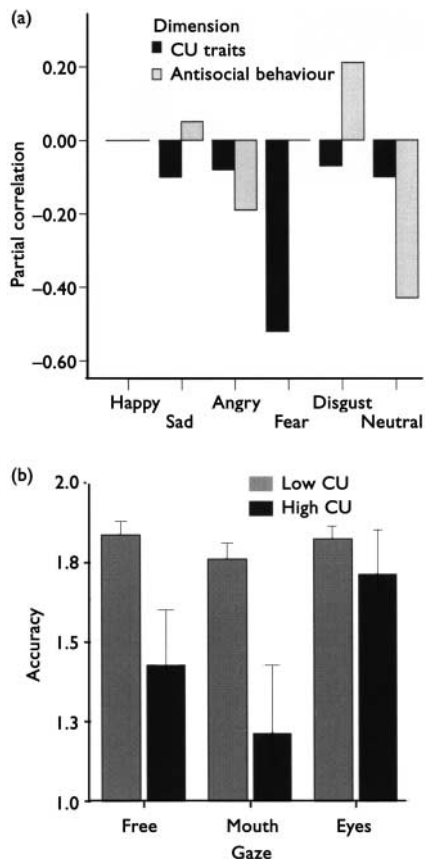 (a)
Dimension
CU traits
Antisocial behaviour
0.20
0.00
−0.20
−0.40
−0.60
Partial correlation
Happy
Sad
Angry
Fear
Disgust
Neutral
(b)
Low CU
High CU
2.0
1.8
1.5
1.3
1.0
Accuracy
Free
Mouth
Eyes
Gaze